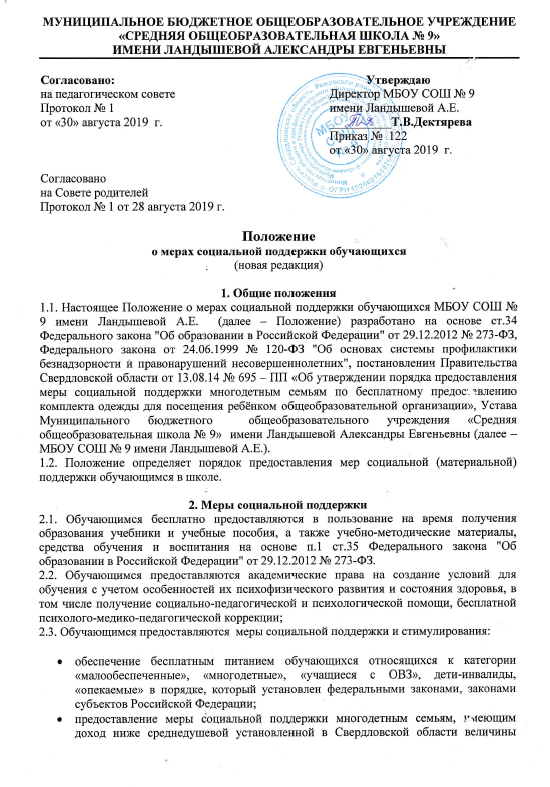 МУНИЦИПАЛЬНОЕ БЮДЖЕТНОЕ ОБЩЕОБРАЗОВАТЕЛЬНОЕ УЧРЕЖДЕНИЕ
«СРЕДНЯЯ ОБЩЕОБРАЗОВАТЕЛЬНАЯ ШКОЛА № 9»
ИМЕНИ ЛАНДЫШЕВОЙ АЛЕКСАНДРЫ ЕВГЕНЬЕВНЫ
Согласовано:
на педагогическом совете
Протокол № 1
от «30» августа 2019 г.
Утверждаю
Директор МБОУ СОШ № 9
имени Ландышевой А.Е.
Т.В.Дектярева
Приказ № 122
от «30» августа 2019 г.
МБОУ
СОШ
Согласовано
на Совете родителей
Протокол № 1 от 28 августа 2019 г.
Положение
о мерах социальной поддержки обучающихся
(новая редакция)
1. Общие положения
1.1. Настоящее Положение о мерах социальной поддержки обучающихся МБОУ СОШ №
9 имени Ландышевой А.Е. (далее – Положение) разработано на основе ст.34
Федерального закона "Об образовании в Российской Федерации" от 29.12.2012 № 273-ФЗ,
Федерального закона от 24.06.1999 № 120-ФЗ "Об основах системы профилактики
безнадзорности и правонарушений несовершеннолетних", постановления Правительства
Свердловской области от 13.08.14 № 695 – ПП «Об утверждении порядка предоставления
меры социальной поддержки многодетным семьям по бесплатному предоставлению
комплекта одежды для посещения ребёнком общеобразовательной организации», Устава
Муниципального бюджетного общеобразовательного учреждения «Средняя
общеобразовательная школа № 9» имени Ландышевой Александры Евгеньевны (далее –
МБОУ СОШ № 9 имени Ландышевой А.Е.).
1.2. Положение определяет порядок предоставления мер социальной (материальной)
поддержки обучающимся в школе.
2. Меры социальной поддержки
2.1. Обучающимся бесплатно предоставляются в пользование на время получения
образования учебники и учебные пособия, а также учебно-методические материалы,
средства обучения и воспитания на основе п.1 ст.35 Федерального закона "Об
образовании в Российской Федерации" от 29.12.2012 № 273-ФЗ.
2.2. Обучающимся предоставляются академические права на создание условий для
обучения с учетом особенностей их психофизического развития и состояния здоровья, в
том числе получение социально-педагогической и психологической помощи, бесплатной
психолого-медико-педагогической коррекции;
2.3. Обучающимся предоставляются меры социальной поддержки и стимулирования:
• обеспечение бесплатным питанием обучающихся относящихся к категории
«малообеспеченные», «многодетные», «учащиеся с ОВЗ», дети-инвалиды,
«опекаемые» в порядке, который установлен федеральными законами, законами
субъектов Российской Федерации;
• предоставление меры социальной поддержки многодетным семьям, имеющим
доход ниже среднедушевой установленной в Свердловской области величины